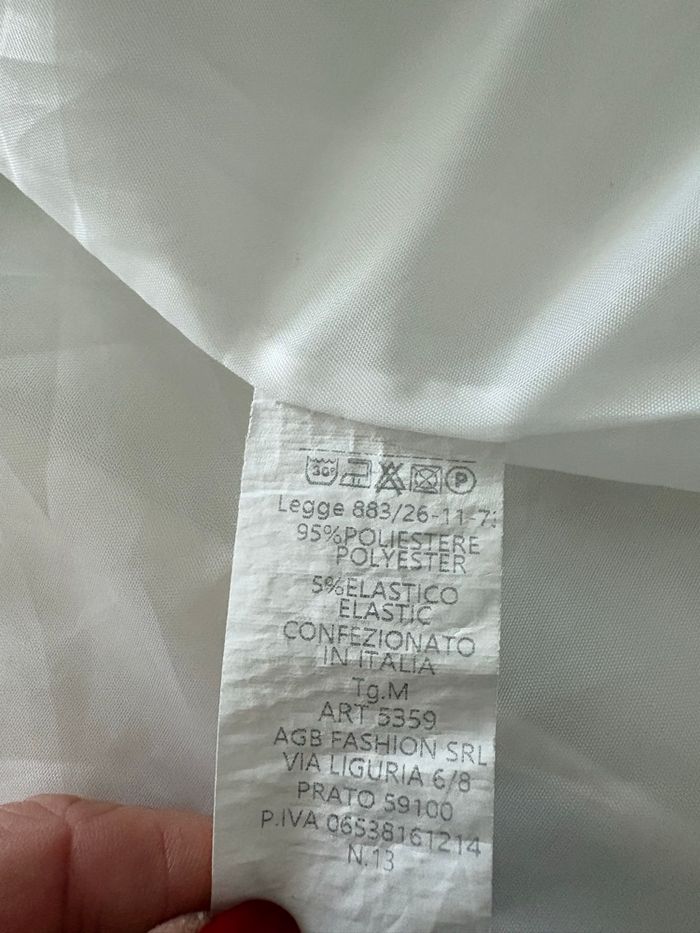 30°
P
Legge 883/26-11-73
95%POLIESTERE
POLYESTER
5%ELASTICO
ELASTIC
CONFEZIONATO
IN ITALIA
Tg.M
ART 5359
AGB FASHION SRL
VIA LIGURIA 6/8
PRATO 59100
P.IVA 06538161214
N.13